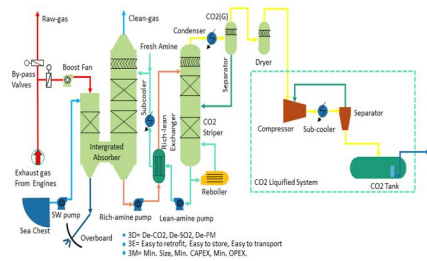 Raw-gas
Clean-gas
Condenser
CO2(G)
Fresh Amine
Boost Fan
By-pass
Valves
Subcooler
Rich-lean
Exchanger
Separator
Dryer
CO2
Striper
Intergrated
Absorber
Compressor
Sub-cooler
Separator
Exhaust gas
From Engines
SW pump
Sea Chest
Overboard
Rich-amine pump
Lean-amine pump
Reboiler
CO2 Liquified System
CO2 Tank
• 3D= De-CO2, De-SO2, De-PM
• 3E= Easy to retrofit, Easy to store, Easy to transport
• 3M= Min. Size, Min. CAPEX, Min. OPEX.